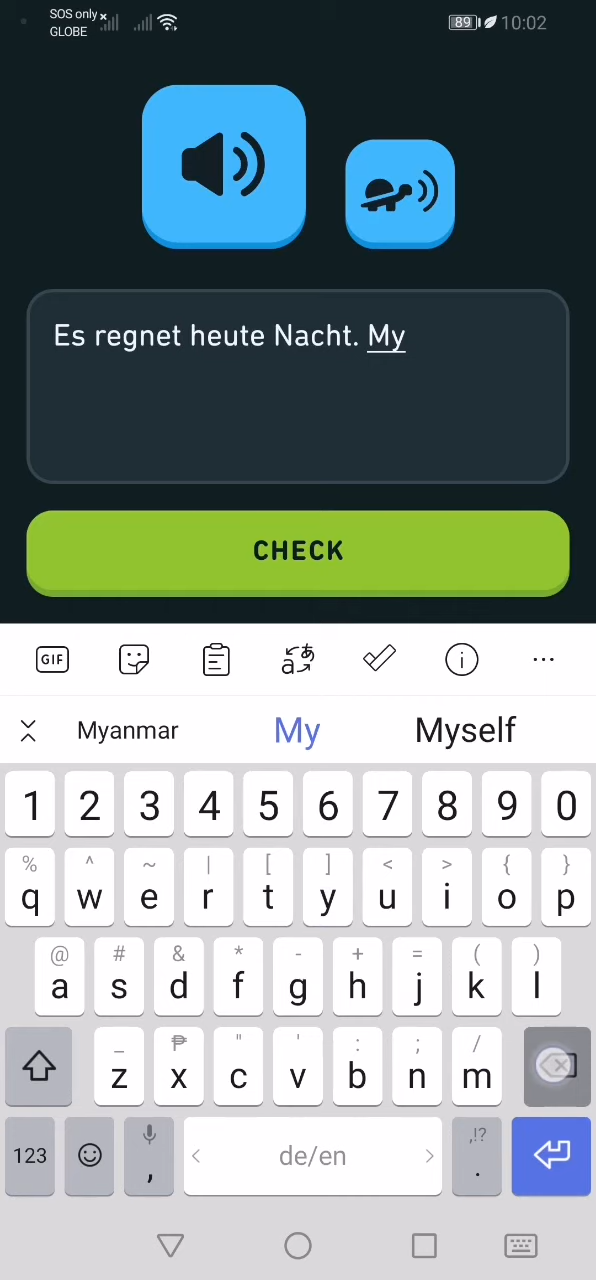 SOS only
GLOBE
89 10:02
Es regnet heute Nacht. My
CHECK
GIF
Myanmar My Myself
1 2 3 4 5 6 7 8 9 0
% ^ ~ | [ ] < > { }
q w e r t y u i o p
@ # & * - + = ( )
a s d f g h j k l
_ ₱ " ' : ; /
z x c v b n m
123 , < de/en > ,!? .